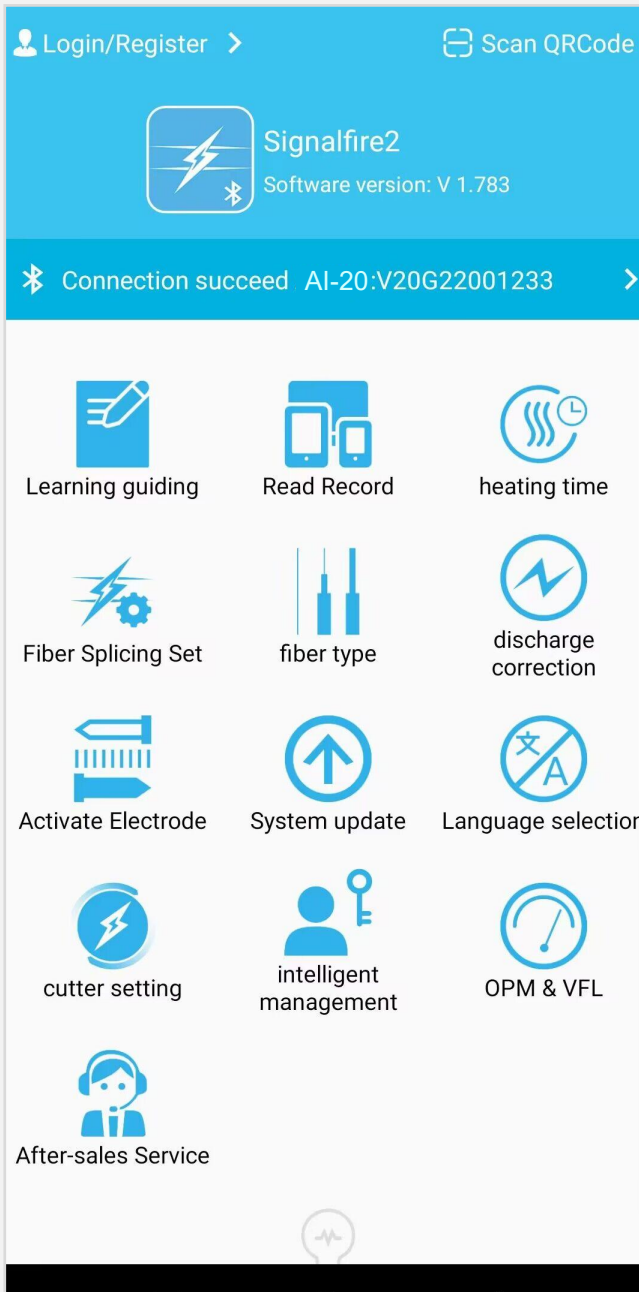 Login/Register
Scan QRCode
Signalfire2
Software version: V 1.783
Connection succeed AI-20:V20G22001233
Learning guiding
Read Record
heating time
Fiber Splicing Set
fiber type
discharge
correction
Activate Electrode
System update
Language selection
文
A
cutter setting
intelligent
management
OPM & VFL
After-sales Service